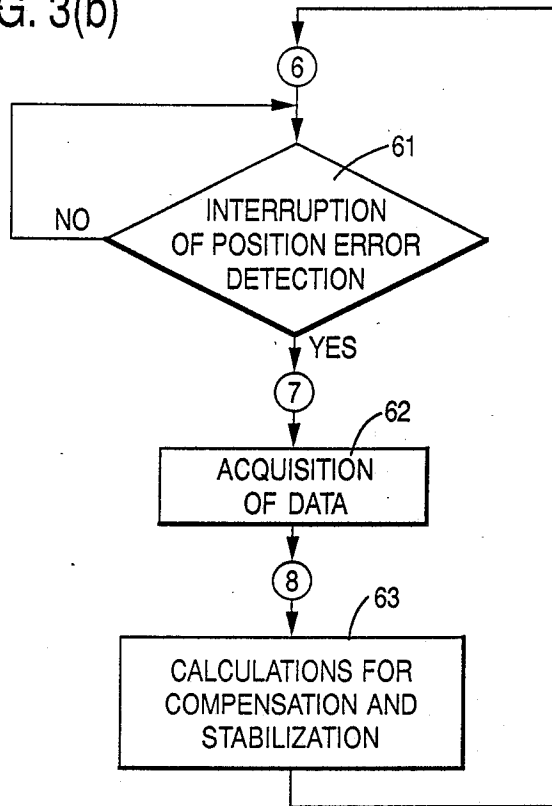 G. 3(b)
6
61
INTERRUPTION
OF POSITION ERROR
DETECTION
NO
YES
7
62
ACQUISITION
OF DATA
8
63
CALCULATIONS FOR
COMPENSATION AND
STABILIZATION